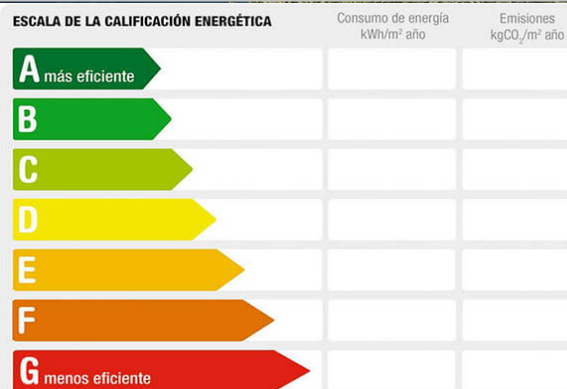 ESCALA DE LA CALIFICACIÓN ENERGÉTICA
Consumo de energía
kWh/m² año
Emisiones
kgCO₂/m² año
A más eficiente
B
C
D
E
F
G menos eficiente